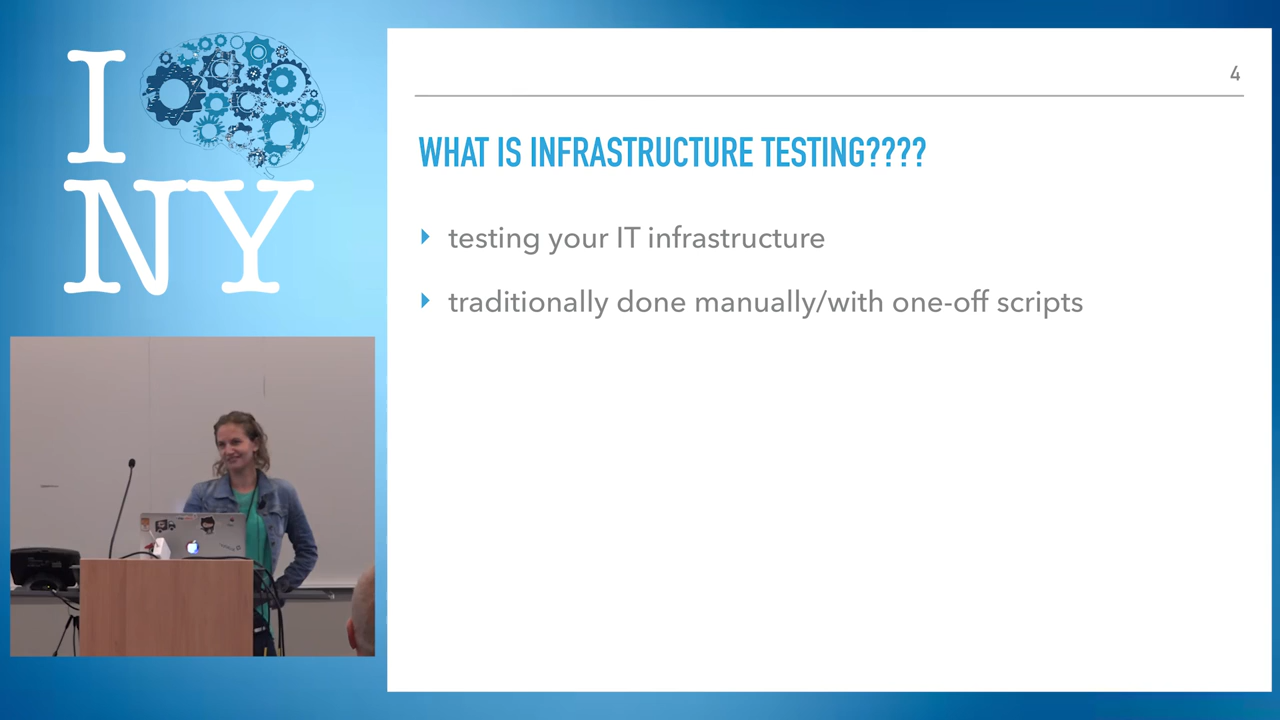 I
NY
4
WHAT IS INFRASTRUCTURE TESTING????
testing your IT infrastructure
traditionally done manually/with one-off scripts